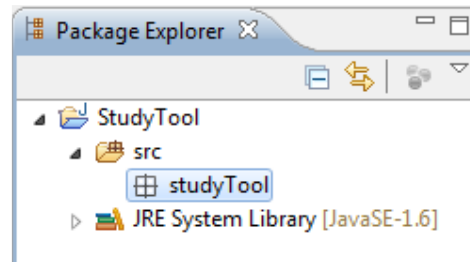 Package Explorer
StudyTool
src
studyTool
JRE System Library [JavaSE-1.6]